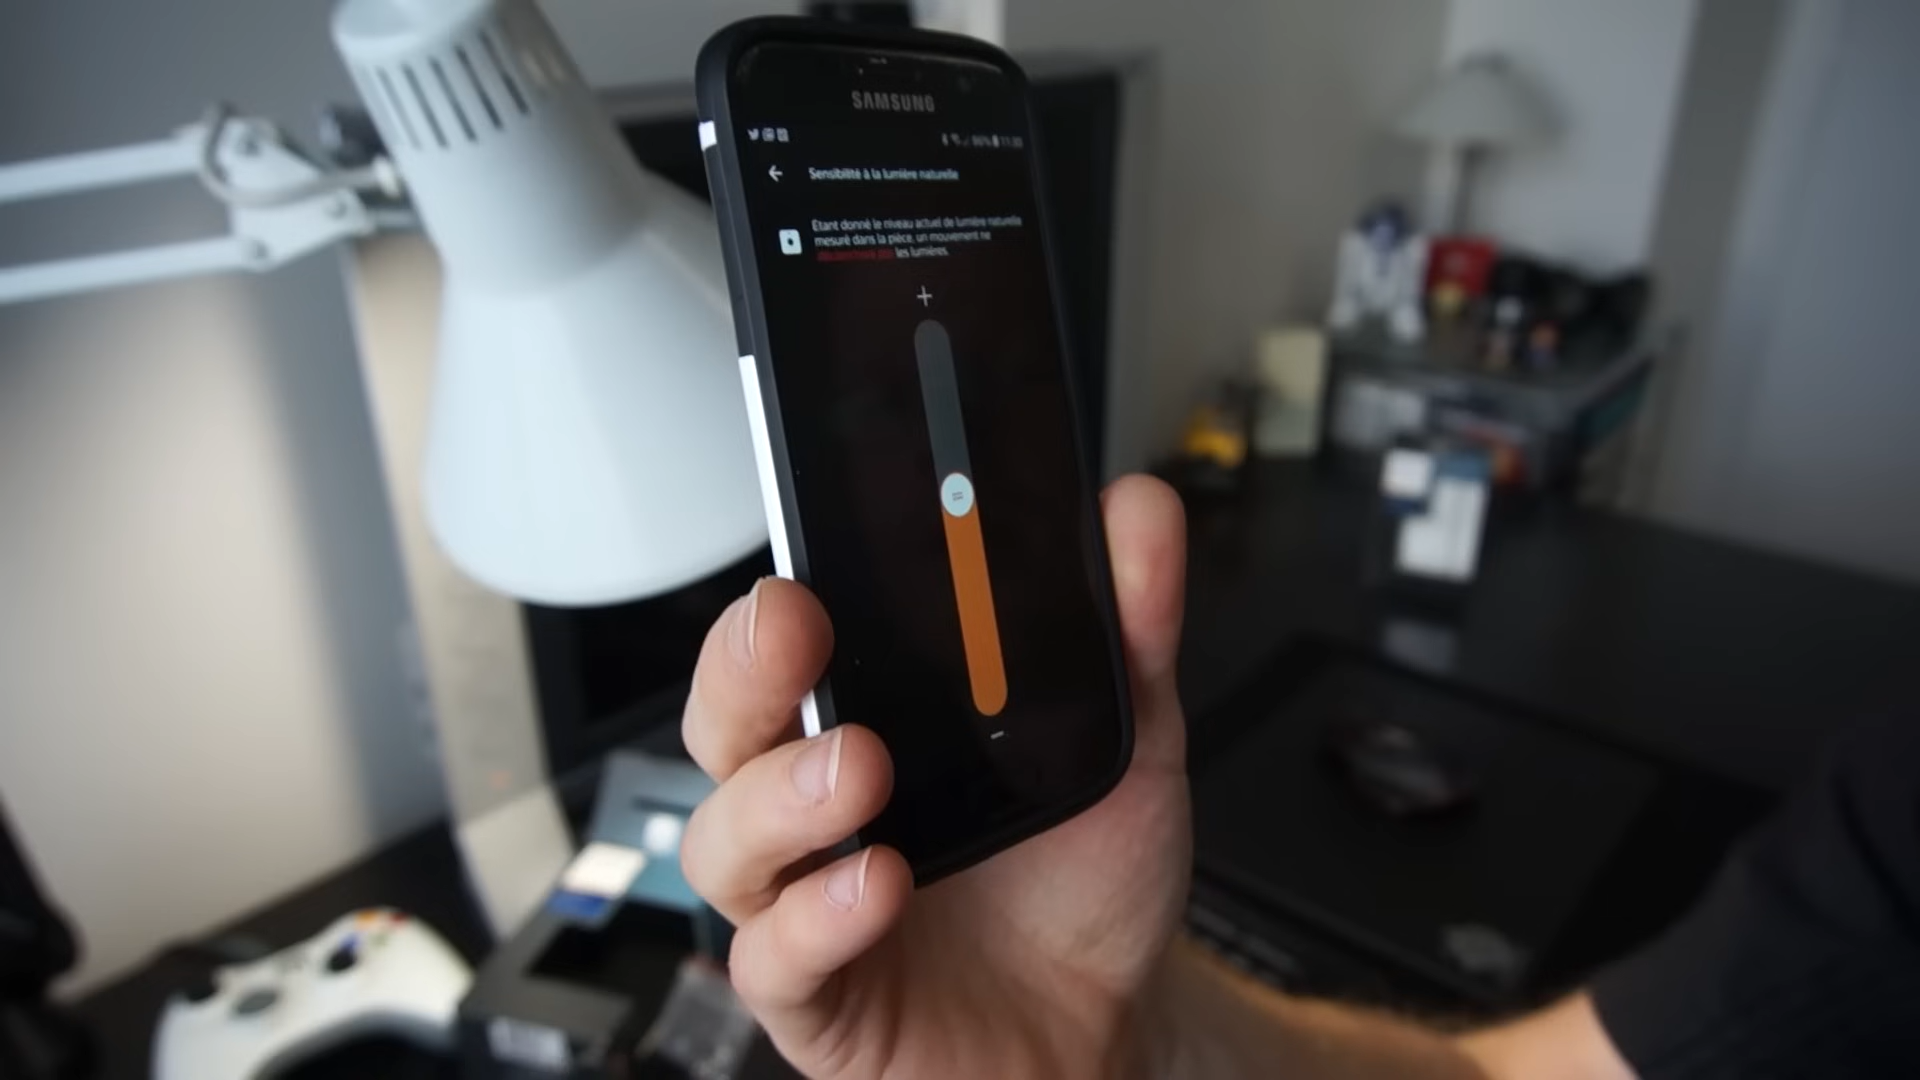 SAMSUNG
Sensibilité à la lumière naturelle
Étant donné le niveau actuel de lumière naturelle
mesuré dans la pièce, un mouvement ne
les lumières.